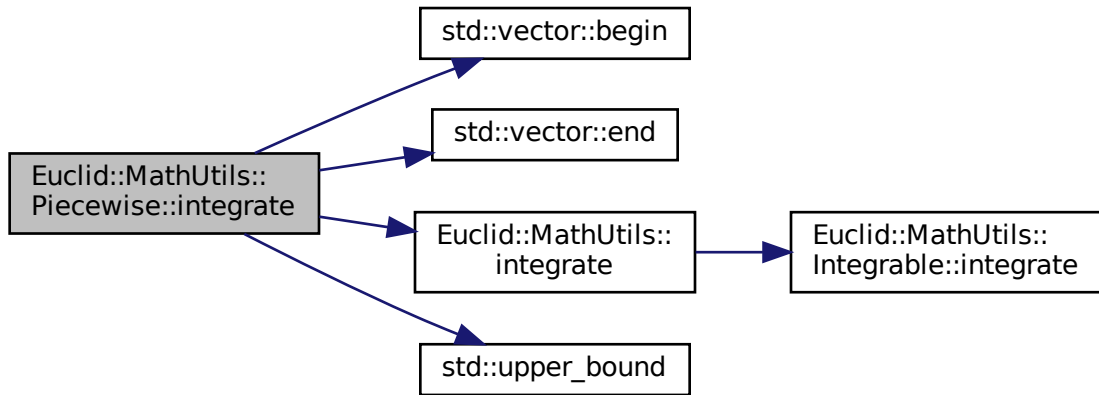 std::vector::begin
std::vector::end
Euclid::MathUtils::
Piecewise::integrate
Euclid::MathUtils::
integrate
Euclid::MathUtils::
Integrable::integrate
std::upper_bound